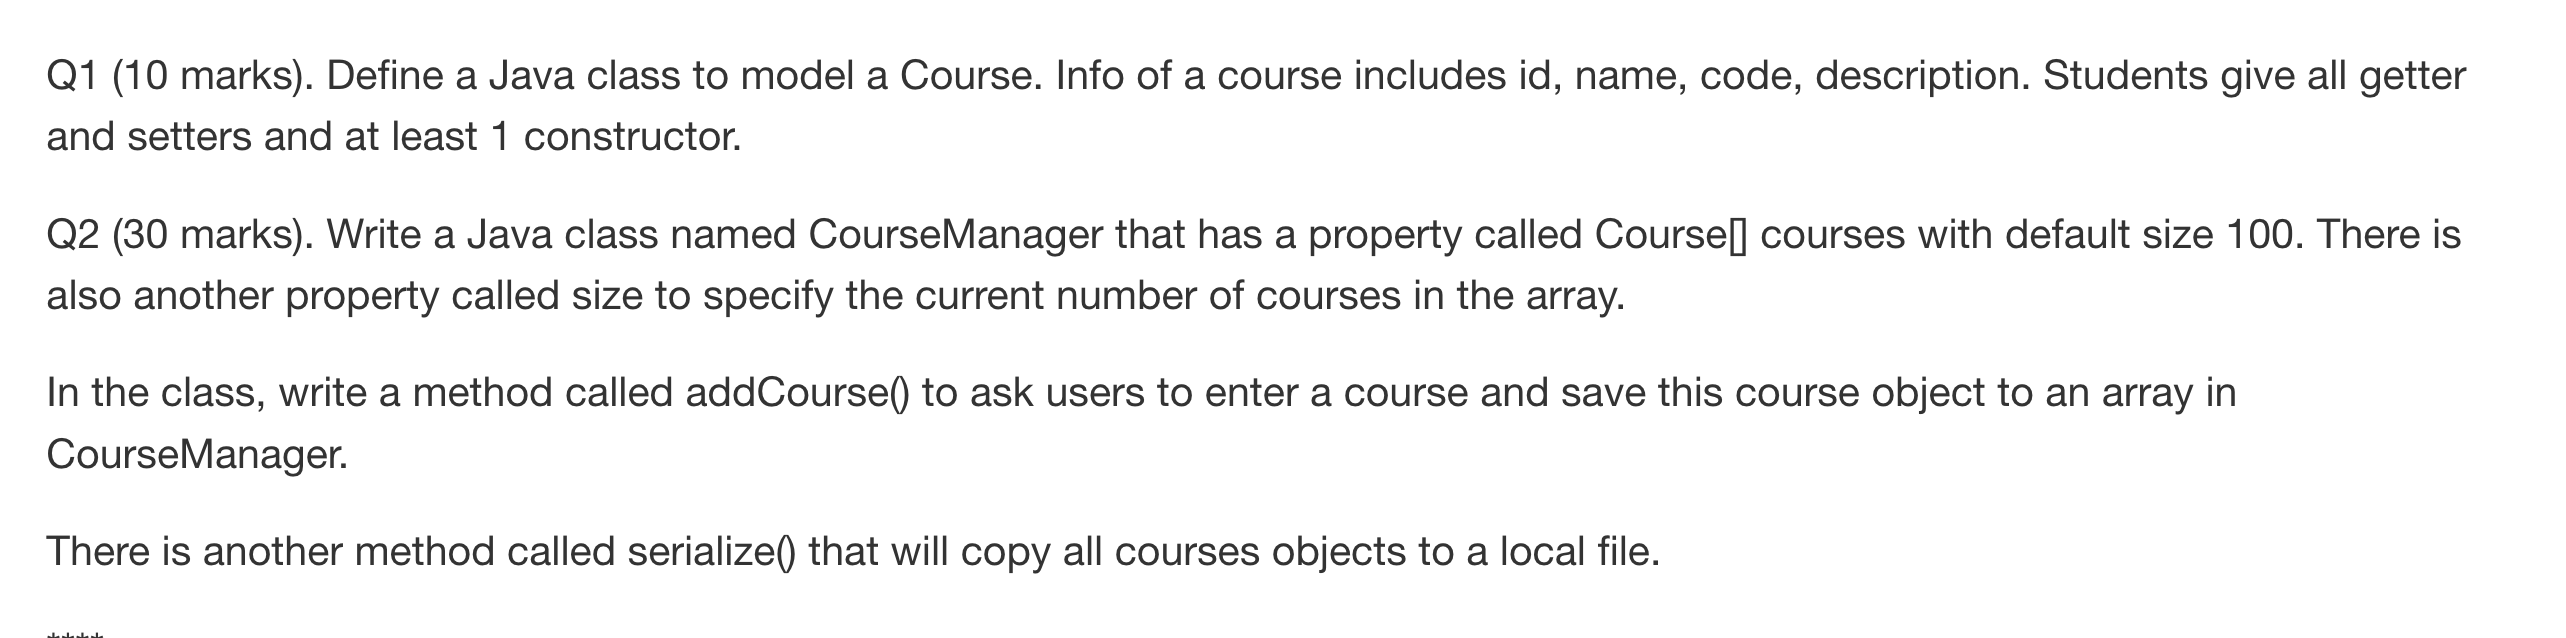 Q1 (10 marks). Define a Java class to model a Course. Info of a course includes id, name, code, description. Students give all getter
and setters and at least 1 constructor.
Q2 (30 marks). Write a Java class named CourseManager that has a property called Course[] courses with default size 100. There is
also another property called size to specify the current number of courses in the array.
In the class, write a method called addCourse() to ask users to enter a course and save this course object to an array in
CourseManager.
There is another method called serialize() that will copy all courses objects to a local file.
****